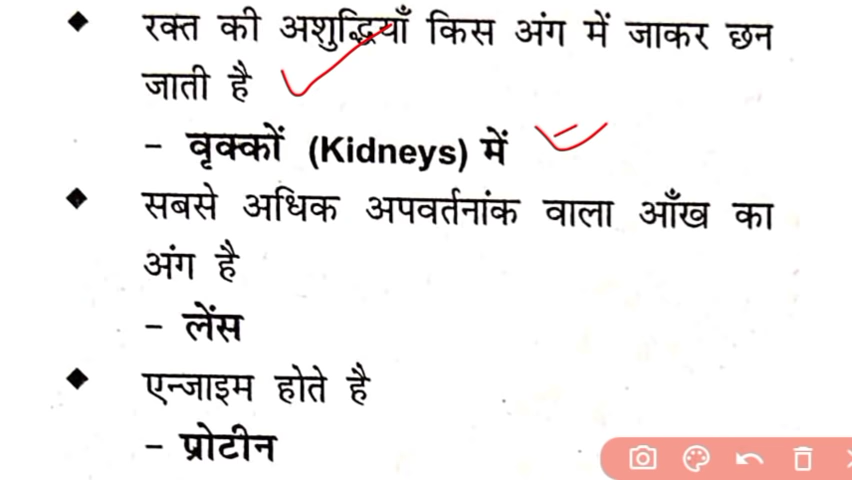 ◆ रक्त की अशुद्धियाँ किस अंग में जाकर छन
जाती है
– वृक्कों (Kidneys) में
◆ सबसे अधिक अपवर्तनांक वाला आँख का
अंग है
– लेंस
◆ एन्जाइम होते है
– प्रोटीन